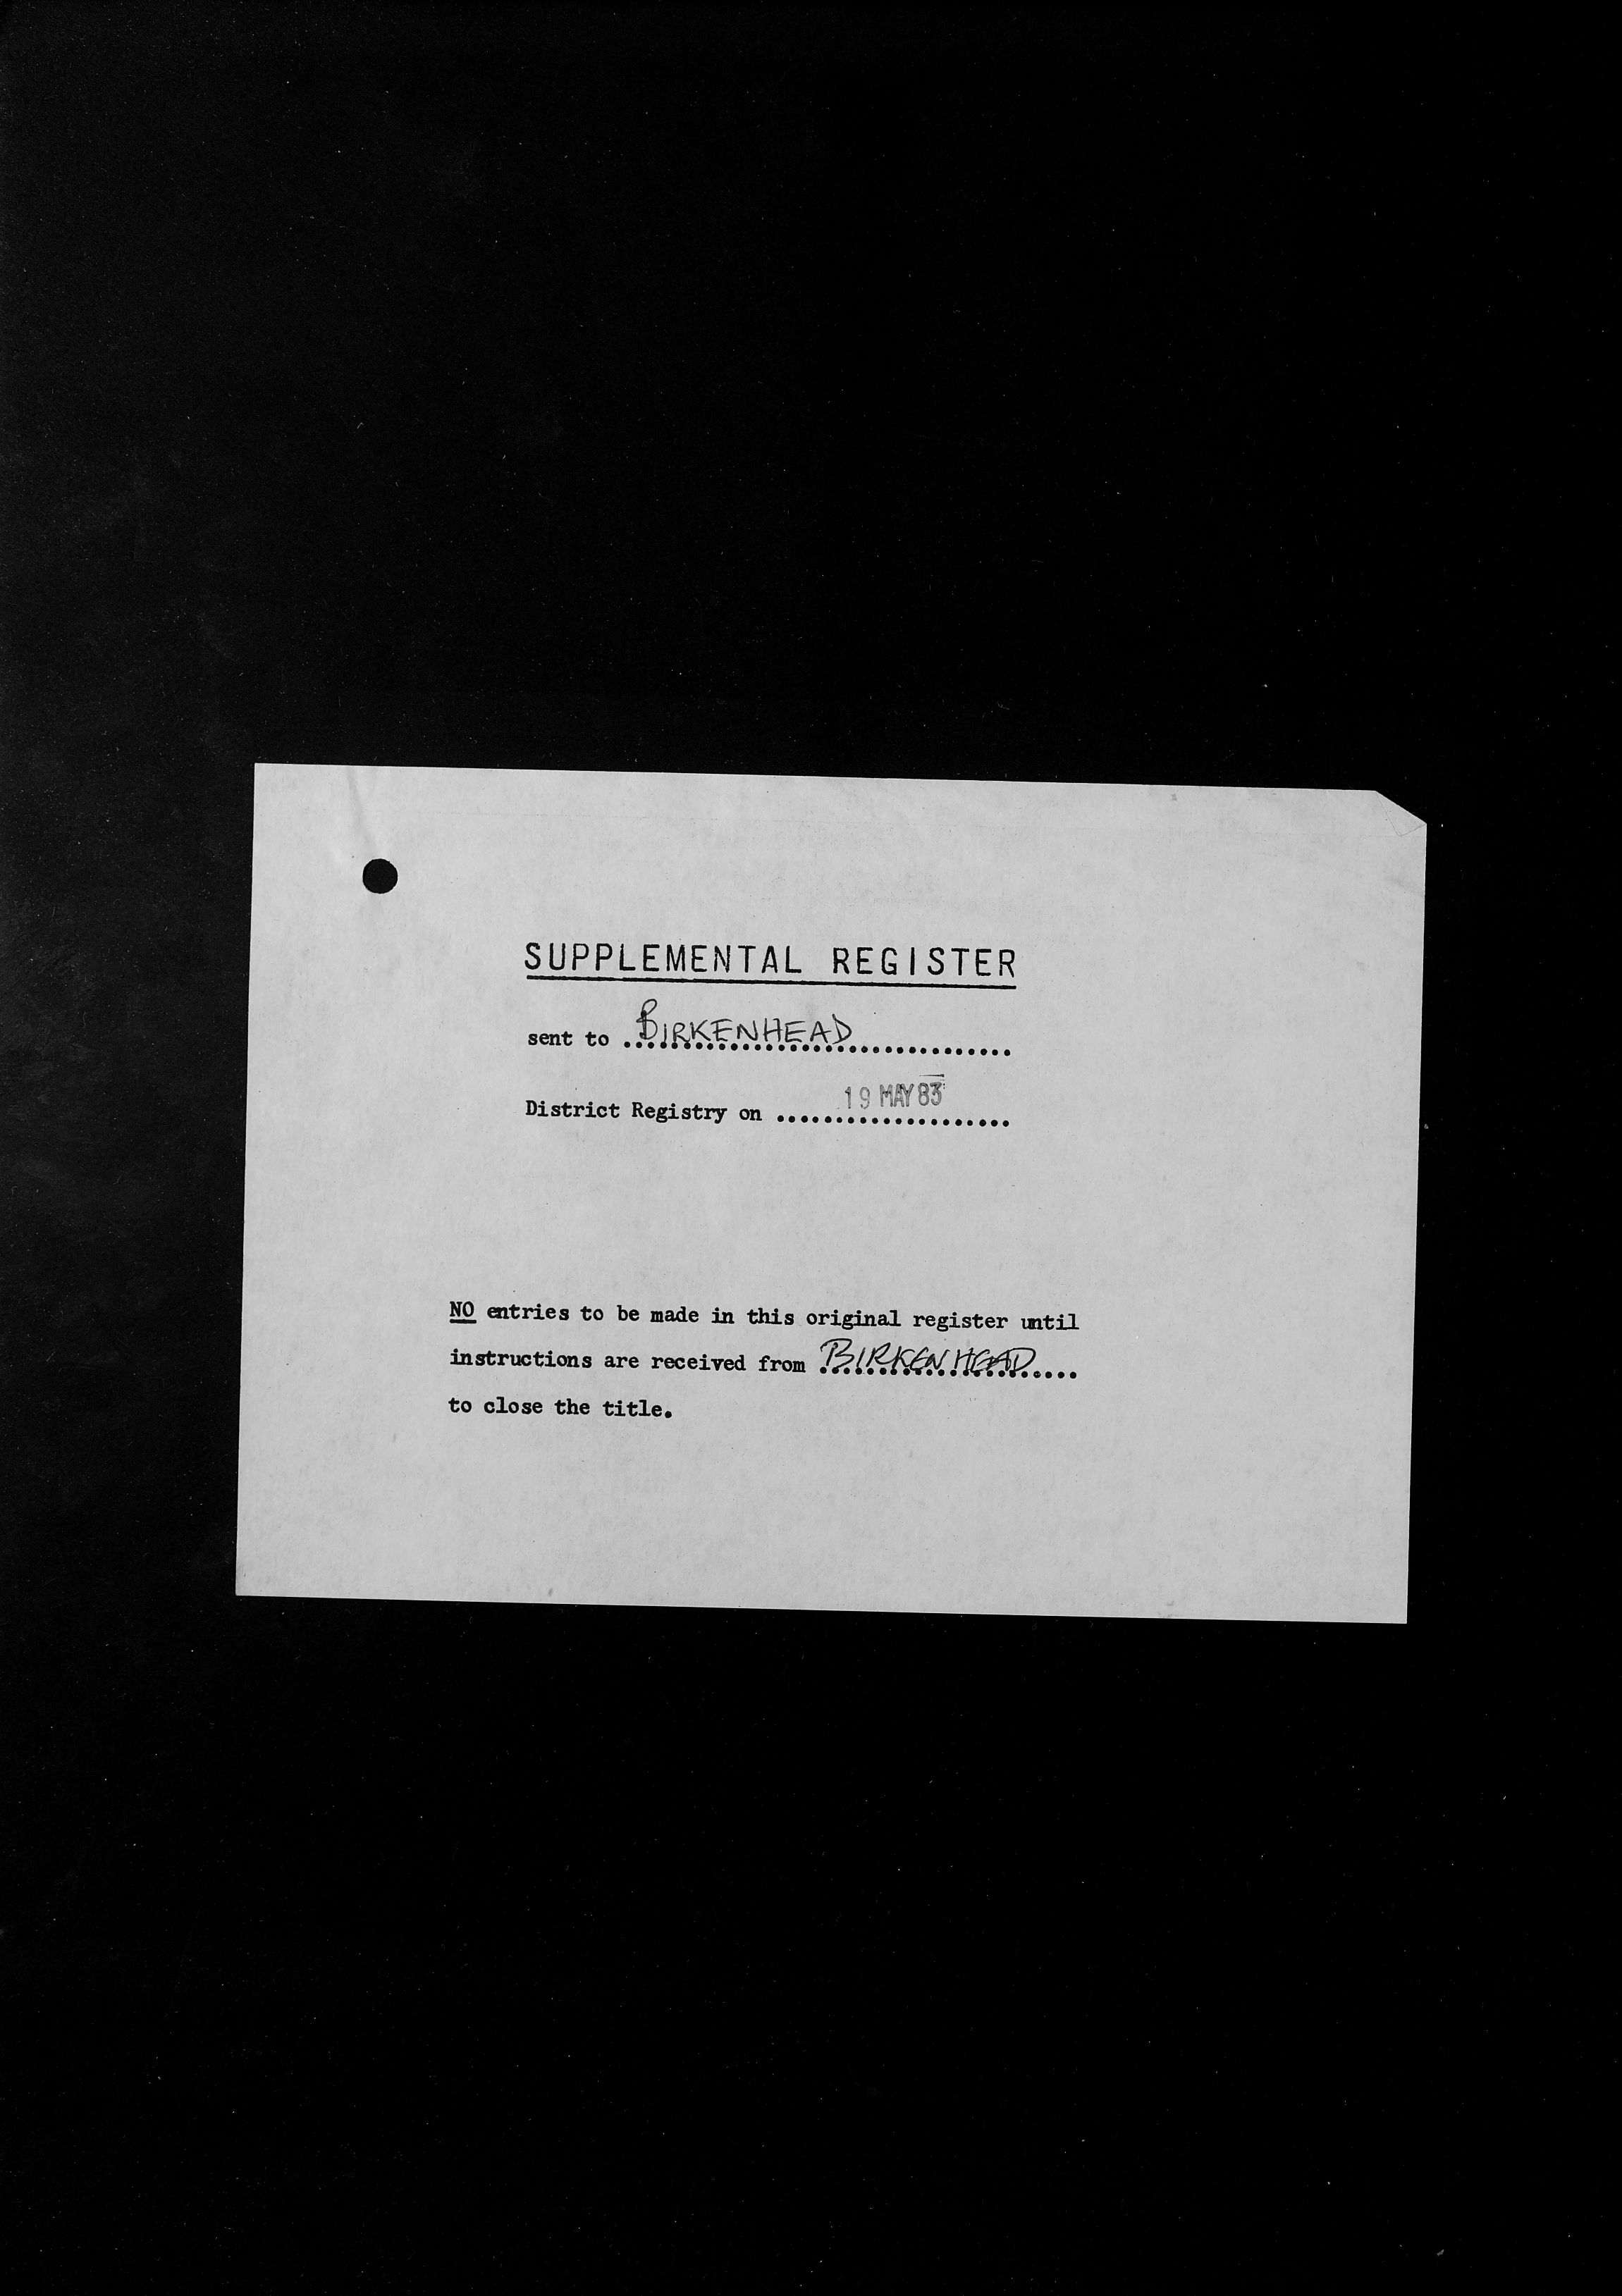 SUPPLEMENTAL REGISTER
sent to BIRKENHEAD
District Registry on 19 MAY 83
NO entries to be made in this original register until
instructions are received from BIRKENHEAD
to close the title.